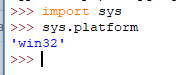 >>> import sys
>>> sys.platform
'win32'
>>>